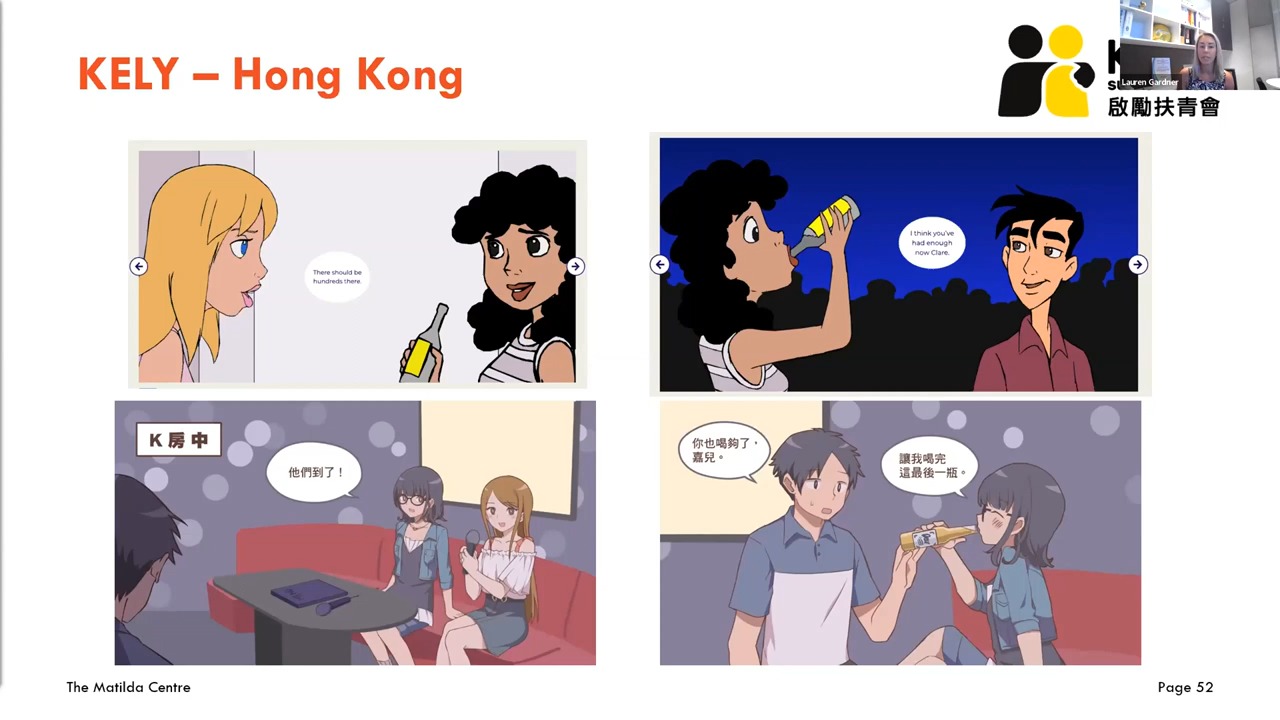 KELY – Hong Kong
Lauren Gardner
啟勵扶青會
There should be
hundreds there.
I think you've
had enough
now Clare.
K房中
他們到了！
你也喝夠了，
嘉兒。
讓我喝完
這最後一瓶。
The Matilda Centre
Page 52